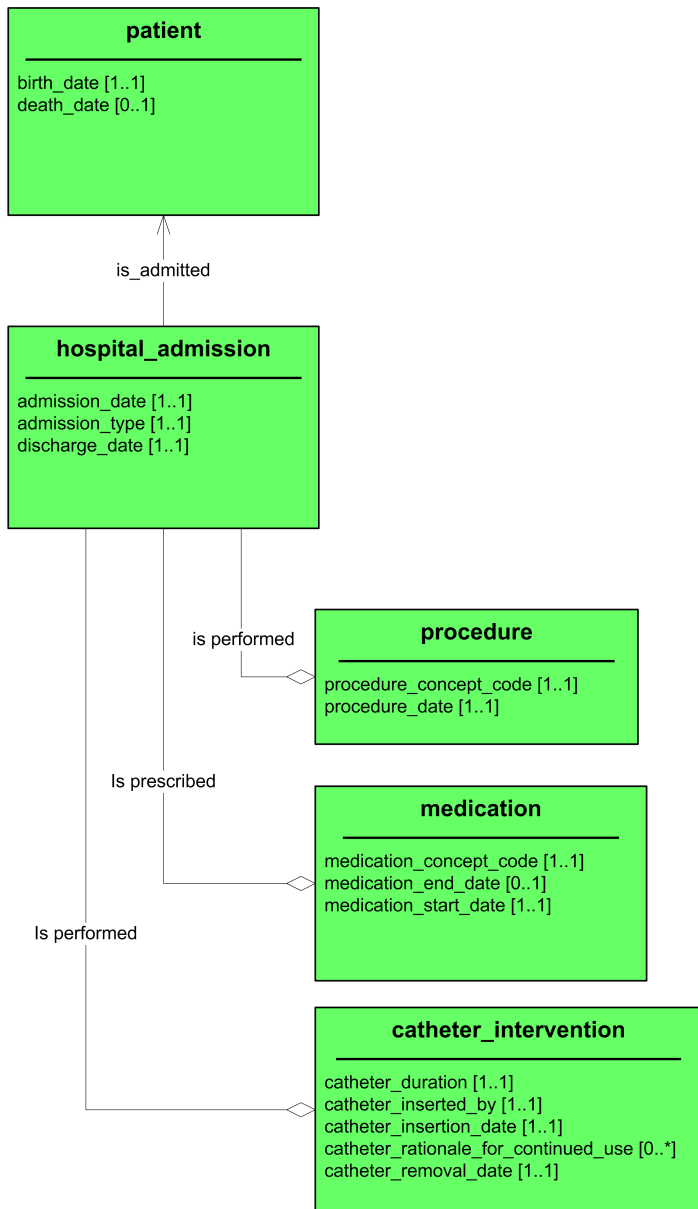 patient
birth_date [1..1]
death_date [0..1]
is_admitted
hospital_admission
admission_date [1..1]
admission_type [1..1]
discharge_date [1..1]
is performed
procedure
procedure_concept_code [1..1]
procedure_date [1..1]
Is prescribed
medication
medication_concept_code [1..1]
medication_end_date [0..1]
medication_start_date [1..1]
Is performed
catheter_intervention
catheter_duration [1..1]
catheter_inserted_by [1..1]
catheter_insertion_date [1..1]
catheter_rationale_for_continued_use [0..*]
catheter_removal_date [1..1]